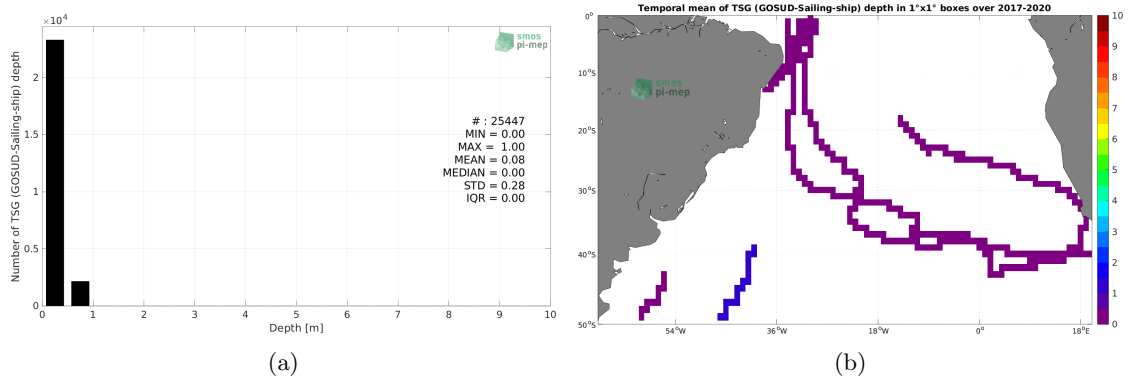 ×10^4
Number of TSG (GOSUD-Sailing-ship) depth
2
1.5
1
0.5
0
0 1 2 3 4 5 6 7 8 9 10
Depth [m]
smos
pi-mep
# : 25447
MIN = 0.00
MAX = 1.00
MEAN = 0.08
MEDIAN = 0.00
STD = 0.28
IQR = 0.00
(a)
Temporal mean of TSG (GOSUD-Sailing-ship) depth in 1°x1° boxes over 2017-2020
0°
10°S
20°S
30°S
40°S
50°S
54°W 36°W 18°W 0° 18°E
smos
pi-mep
10
9
8
7
6
5
4
3
2
1
0
(b)